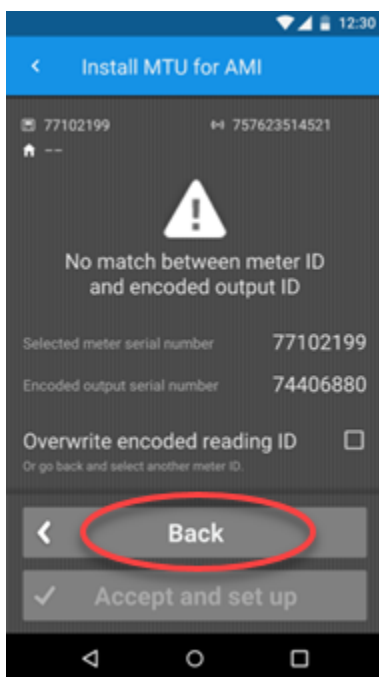 12:30
Install MTU for AMI
77102199 757623514521
--
No match between meter ID
and encoded output ID
Selected meter serial number 77102199
Encoded output serial number 74406880
Overwrite encoded reading ID
Or go back and select another meter ID.
Back
Accept and set up